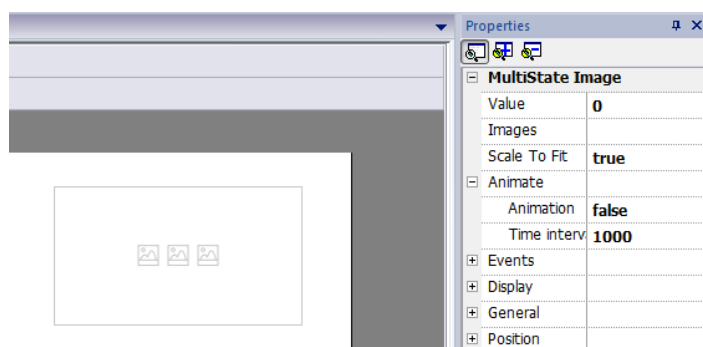 Properties
MultiState Image
Value 0
Images
Scale To Fit true
Animate
Animation false
Time interv 1000
Events
Display
General
Position